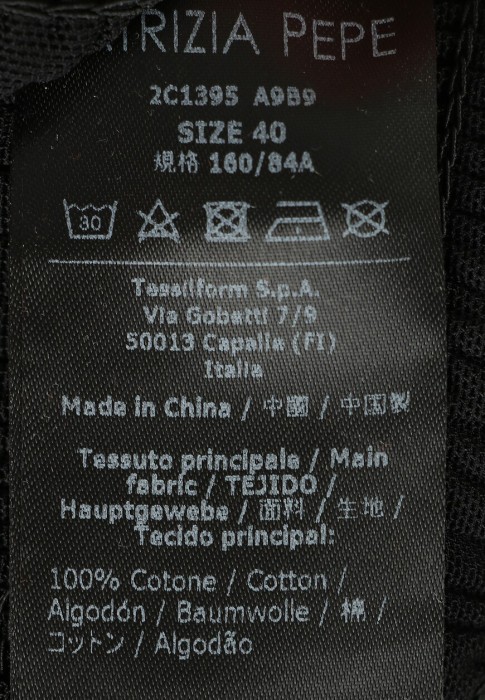 TRIZIA PEPE
2C1395 A9B9
SIZE 40
規格 160/84A
30
Tessilform S.p.A.
Via Gobetti 7/9
50013 Capalle (FI)
Italia
Made in China / 中國 / 中国製
Tessuto principale / Main
fabric / TEJIDO /
Hauptgewebe / 面料 / 生地 /
Tecido principal:
100% Cotone / Cotton /
Algodón / Baumwolle / 棉 /
コットン / Algodão